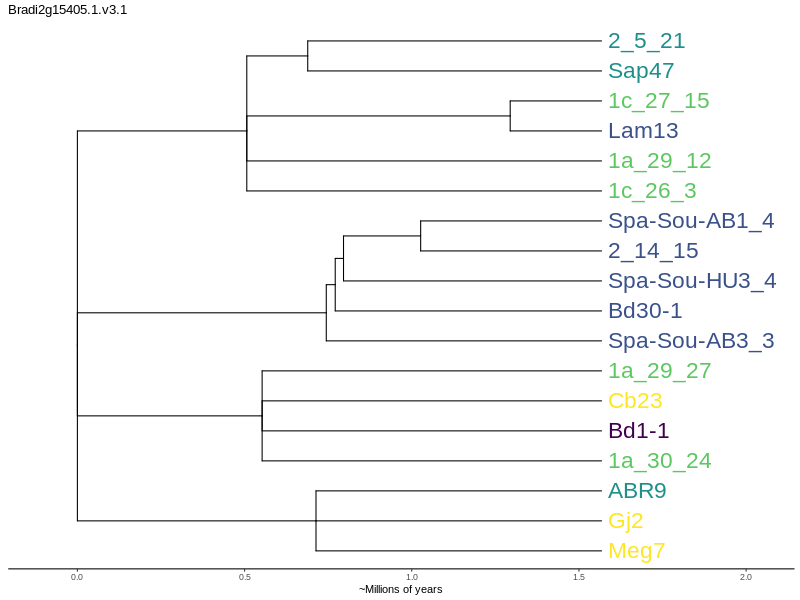 Bradi2g15405.1.v3.1
2_5_21
Sap47
1c_27_15
Lam13
1a_29_12
1c_26_3
Spa-Sou-AB1_4
2_14_15
Spa-Sou-HU3_4
Bd30-1
Spa-Sou-AB3_3
1a_29_27
Cb23
Bd1-1
1a_30_24
ABR9
Gj2
Meg7
0.0 0.5 1.0 1.5 2.0
~Millions of years